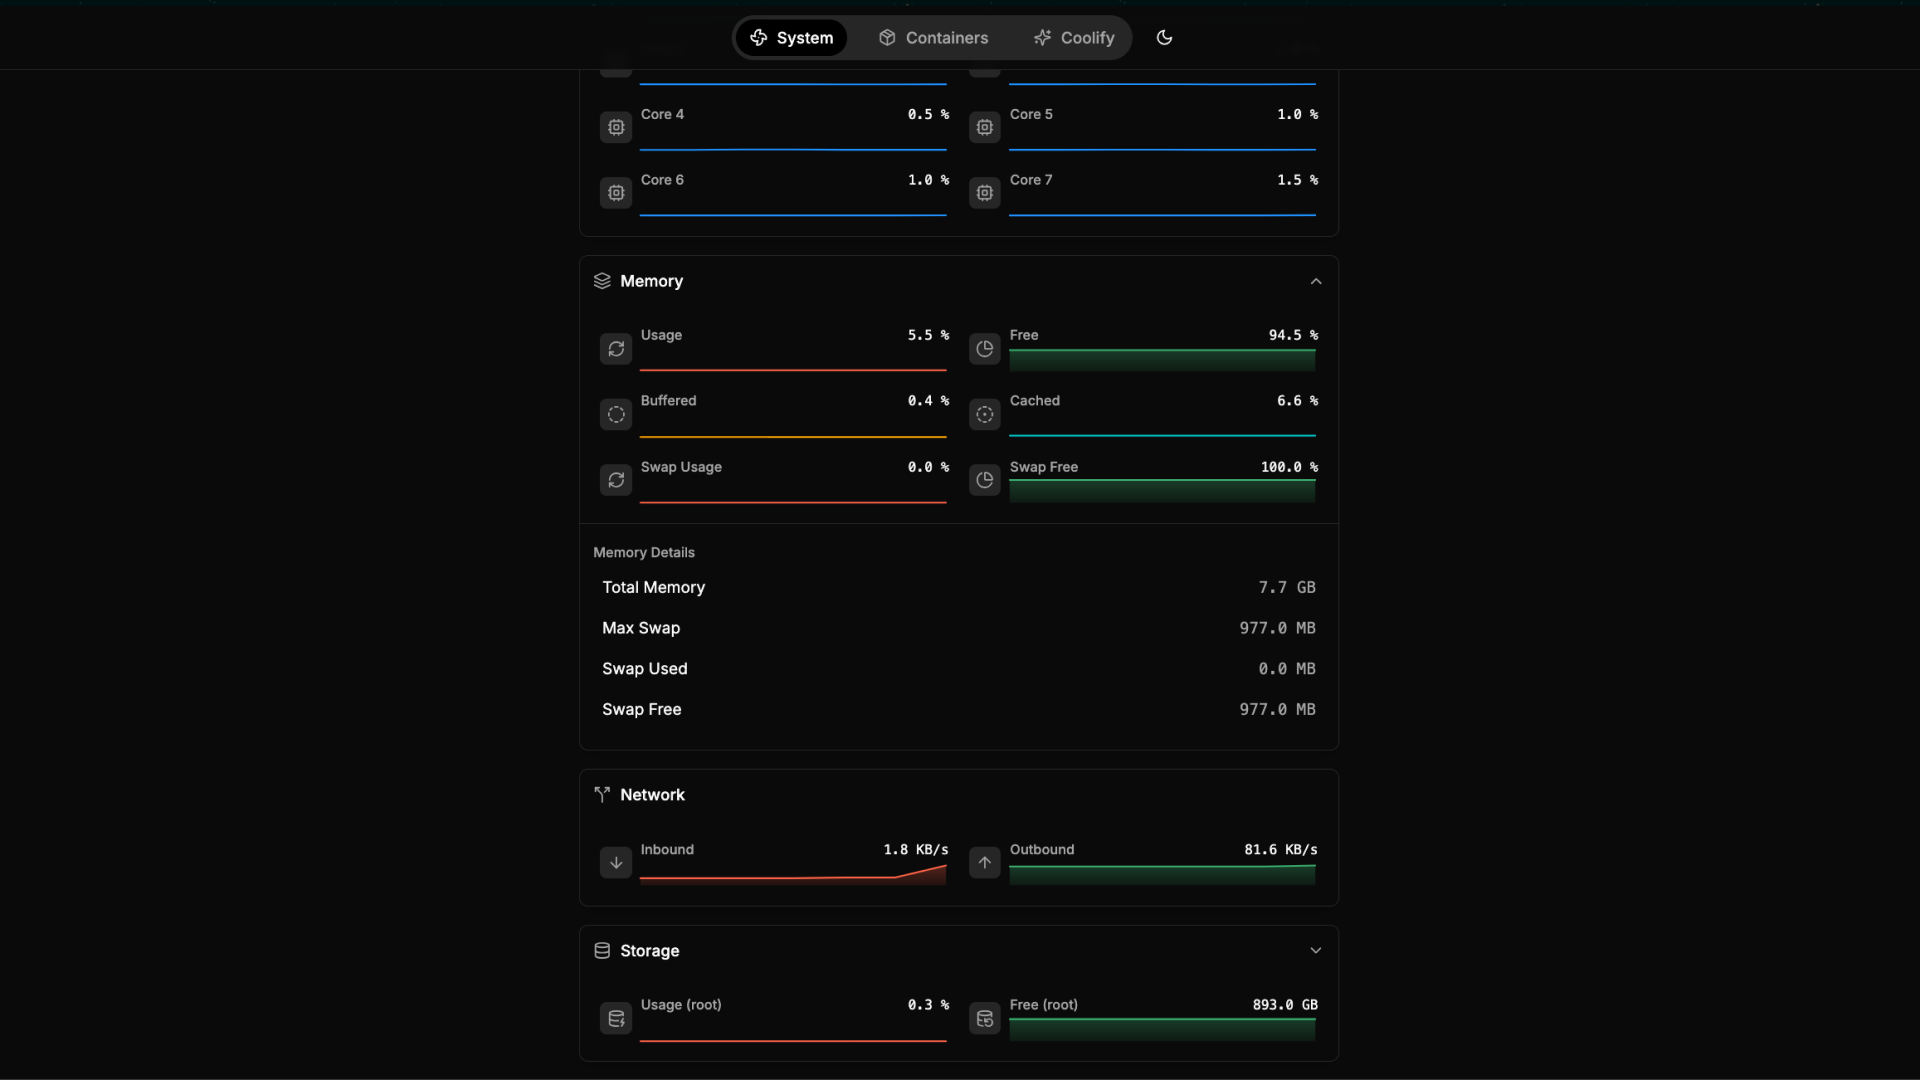 System Containers Coolify
Core 4 0.5 % Core 5 1.0 %
Core 6 1.0 % Core 7 1.5 %
Memory
Usage 5.5 % Free 94.5 %
Buffered 0.4 % Cached 6.6 %
Swap Usage 0.0 % Swap Free 100.0 %
Memory Details
Total Memory 7.7 GB
Max Swap 977.0 MB
Swap Used 0.0 MB
Swap Free 977.0 MB
Network
Inbound 1.8 KB/s Outbound 81.6 KB/s
Storage
Usage (root) 0.3 % Free (root) 893.0 GB